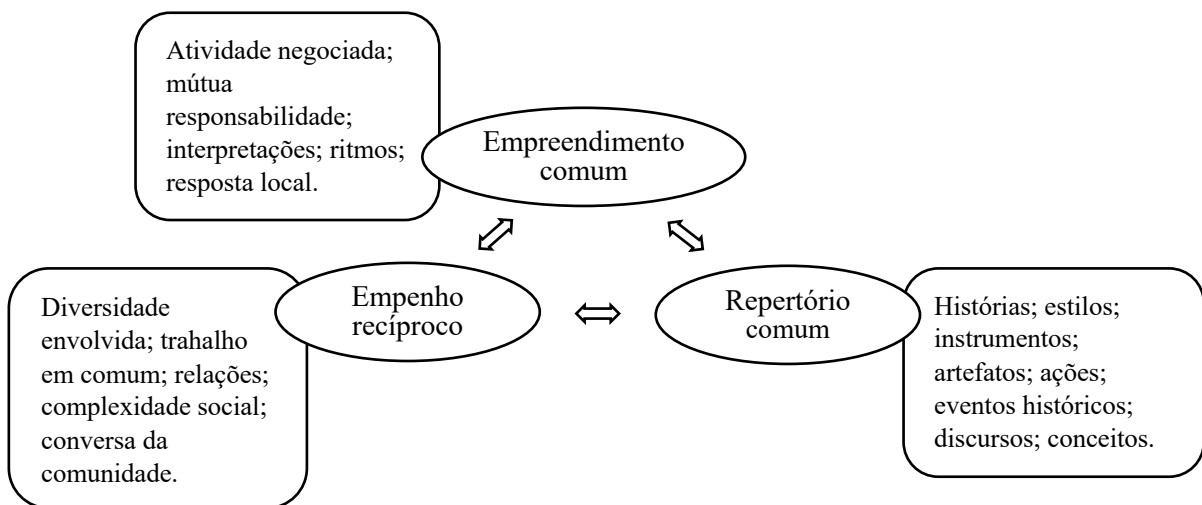 Atividade negociada;
mútua
responsabilidade;
interpretações; ritmos;
resposta local.
Empreendimento
comum
Diversidade
envolvida; trahalho
em comum; relações;
complexidade social;
conversa da
comunidade.
Empenho
recíproco
Repertório
comum
Histórias; estilos;
instrumentos;
artefatos; ações;
eventos históricos;
discursos; conceitos.